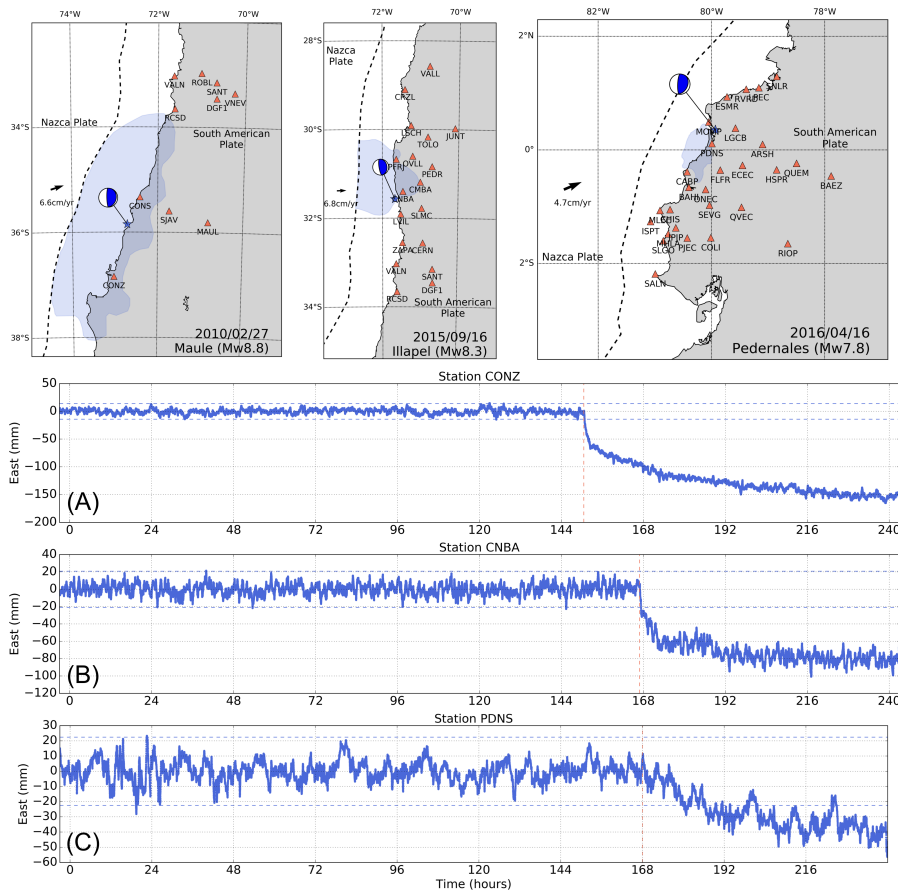 74°W
72°W
Nazca Plate
34°S
36°S
38°S
6.6cm/yr
VALN
ROBL
SANT
VNEV
DGF1
RCSD
South American
Plate
CONS
SJAV
MAUL
CONZ
2010/02/27
Maule (Mw8.8)
72°W
70°W
28°S
30°S
32°S
34°S
Nazca
Plate
6.8cm/yr
VALL
CRZL
LSCH
JUNT
TOLO
PFRJ
OVLL
PEDR
CMBA
CNBA
SLMC
LVIL
ZAPA
CERN
VALN
SANT
DGF1
RCSD
South American
Plate
2015/09/16
Illapel (Mw8.3)
82°W
80°W
78°W
2°N
0°
2°S
4.7cm/yr
Nazca
Plate
ESMR
MOMP
LGCB
PDNS
ARSH
South American
Plate
CABP
FLFR
ECEC
HSPR
QUEM
BAEZ
BAHI
ONEC
SEVG
QVEC
ISPT
PJEC
COLI
RIOP
SALN
Nazca Plate
2016/04/16
Pedernales (Mw7.8)
Station CONZ
East (mm)
50
0
−50
−100
−150
−200
(A)
0 24 48 72 96 120 144 168 192 216 240
Station CNBA
East (mm)
40
20
0
−20
−40
−60
−80
−100
−120
(B)
0 24 48 72 96 120 144 168 192 216 240
Station PDNS
East (mm)
30
20
10
0
−10
−20
−30
−40
−50
−60
(C)
0 24 48 72 96 120 144 168 192 216 240
Time (hours)